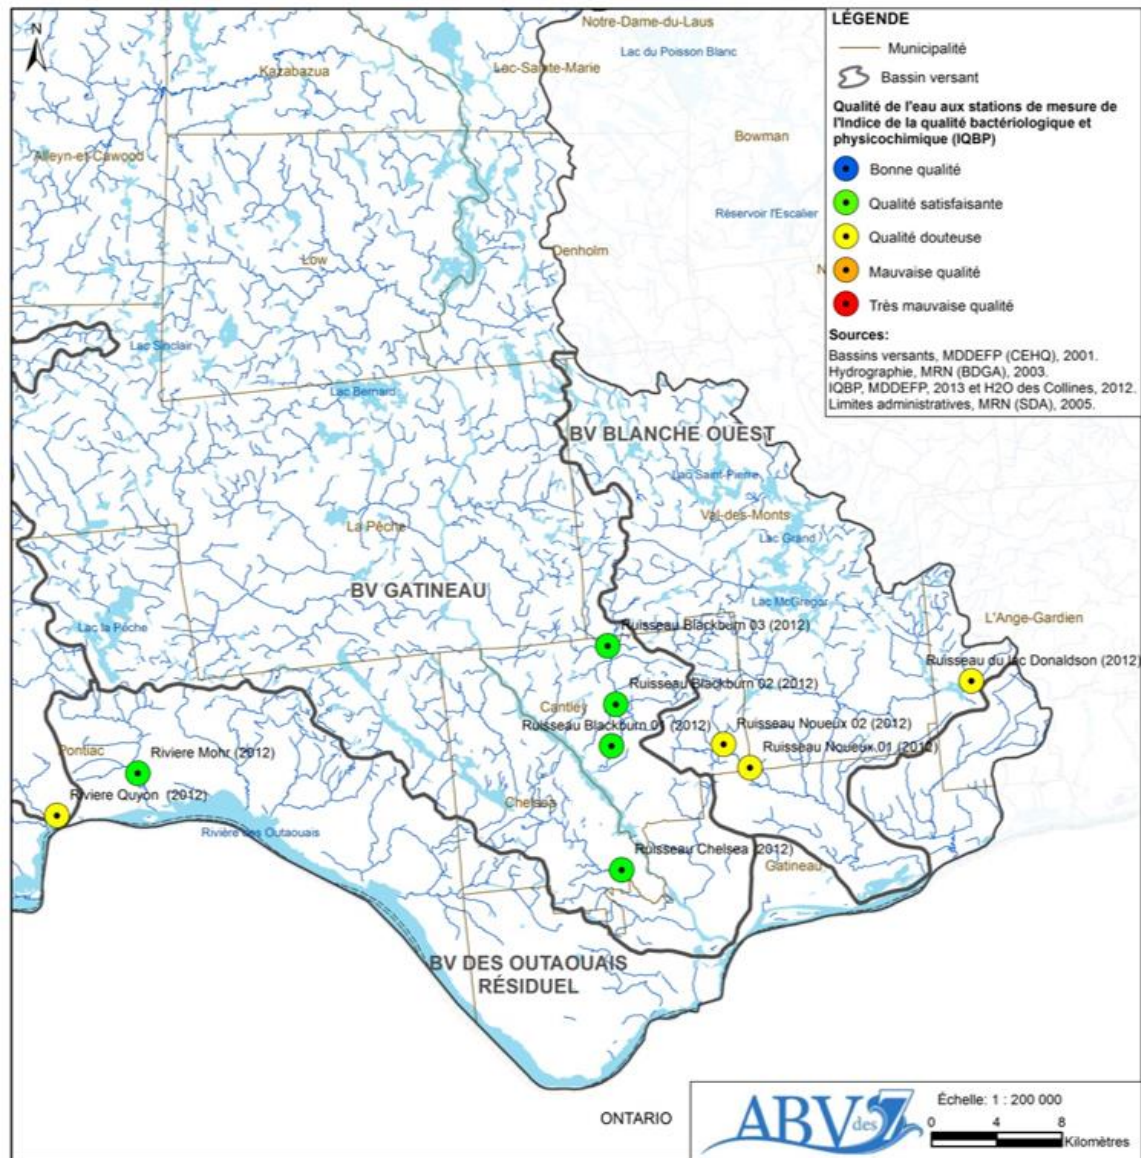 N
Notre-Dame-du-Laus
Lac du Poisson Blanc
Kazabazua
Lac-Sainte-Marie
Bowman
Alleyn-et-Cawood
Réservoir l'Escalier
Denholm
Low
N
Lac Sinclair
Lac Bernard
BV BLANCHE OUEST
Lac Saint-Pierre
Val-des-Monts
La Pêche
Lac Grand
BV GATINEAU
Lac McGregor
L'Ange-Gardien
Lac la Pêche
Ruisseau Blackburn 03 (2012)
Ruisseau du lac Donaldson (2012)
Ruisseau Blackburn 02 (2012)
Cantley
Ruisseau Blackburn 01 (2012)
Ruisseau Noueux 02 (2012)
Ruisseau Noueux 01 (2012)
Pontiac
Riviere Mohr (2012)
Riviere Quyon (2012)
Chelsea
Rivière des Outaouais
Ruisseau Chelsea (2012)
Gatineau
BV DES OUTAOUAIS
RÉSIDUEL
ONTARIO
LÉGENDE
Municipalité
Bassin versant
Qualité de l'eau aux stations de mesure de
l'Indice de la qualité bactériologique et
physicochimique (IQBP)
Bonne qualité
Qualité satisfaisante
Qualité douteuse
Mauvaise qualité
Très mauvaise qualité
Sources:
Bassins versants, MDDEFP (CEHQ), 2001.
Hydrographie, MRN (BDGA), 2003.
IQBP, MDDEFP, 2013 et H2O des Collines, 2012.
Limites administratives, MRN (SDA), 2005.
ABV des 7
Échelle: 1 : 200 000
0 4 8
Kilomètres